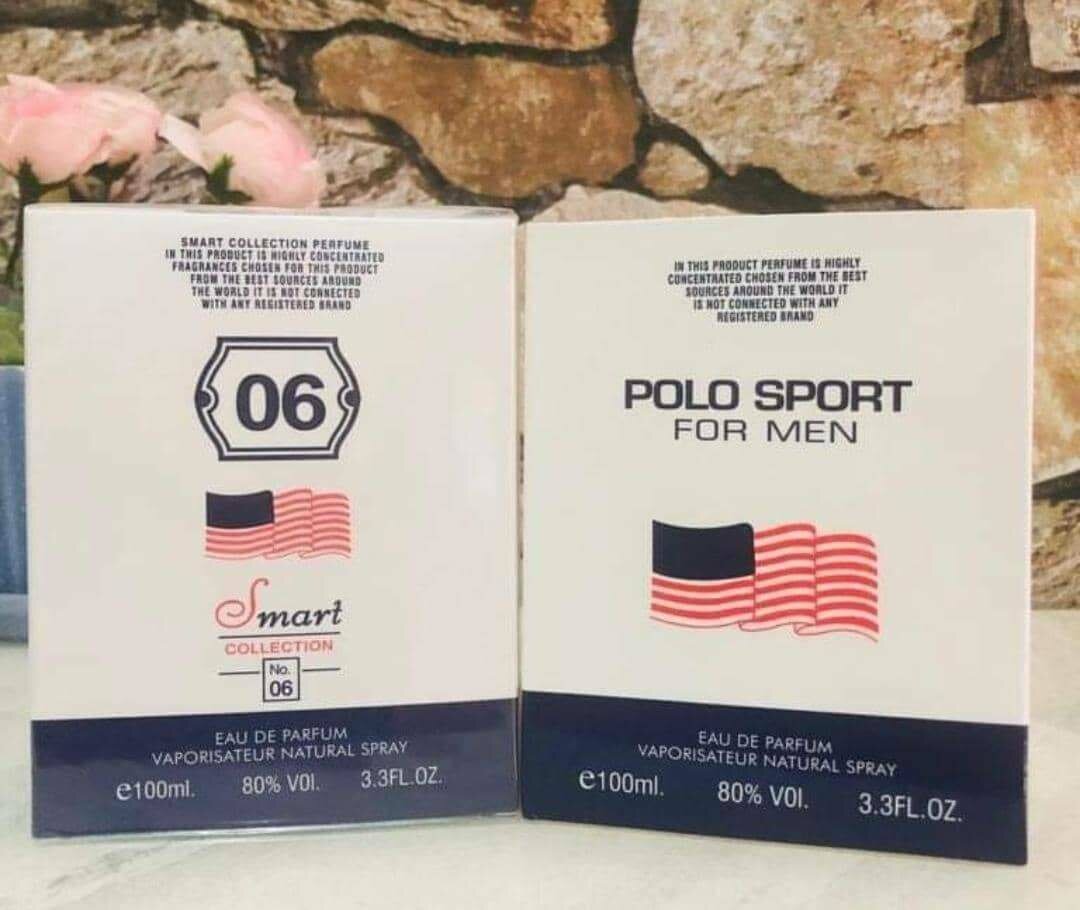 SMART COLLECTION PERFUME
IN THIS PRODUCT IS HIGHLY CONCENTRATED
FRAGRANCES CHOSEN FOR THIS PRODUCT
FROM THE BEST SOURCES AROUND
THE WORLD IT IS NOT CONNECTED
WITH ANY REGISTERED BRAND
06
Smart
COLLECTION
No.
06
EAU DE PARFUM
VAPORISATEUR NATURAL SPRAY
e100ml. 80% VOl. 3.3FL.OZ.
IN THIS PRODUCT PERFUME IS HIGHLY
CONCENTRATED CHOSEN FROM THE BEST
SOURCES AROUND THE WORLD IT
IS NOT CONNECTED WITH ANY
REGISTERED BRAND
POLO SPORT
FOR MEN
EAU DE PARFUM
VAPORISATEUR NATURAL SPRAY
e100ml. 80% VOl. 3.3FL.OZ.